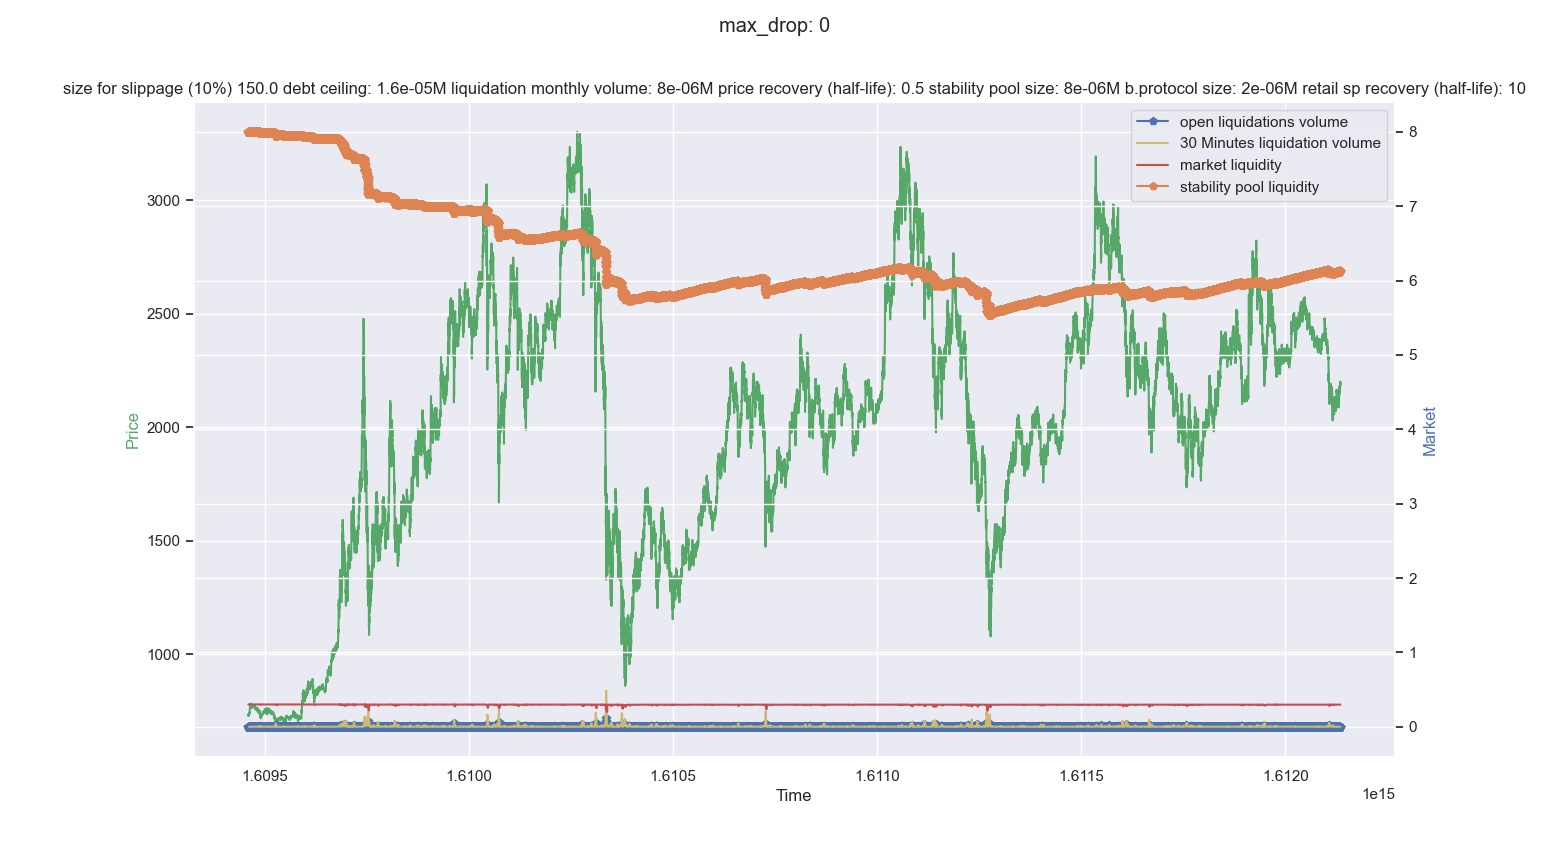 max_drop: 0
size for slippage (10%) 150.0 debt ceiling: 1.6e-05M liquidation monthly volume: 8e-06M price recovery (half-life): 0.5 stability pool size: 8e-06M b.protocol size: 2e-06M retail sp recovery (half-life): 10
open liquidations volume
30 Minutes liquidation volume
market liquidity
stability pool liquidity
3000
2500
2000
1500
1000
Price
8
7
6
5
4
3
2
1
0
Market
1.6095 1.6100 1.6105 1.6110 1.6115 1.6120
Time
1e15